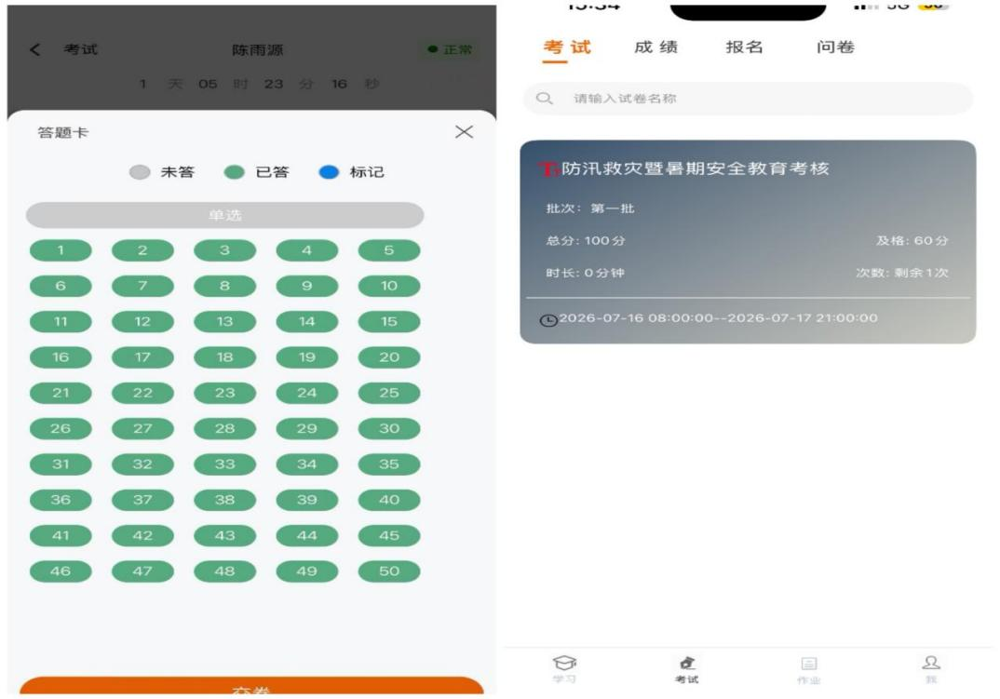 考试
陈雨源
正常
1 天 05 时 23 分 16 秒
答题卡
未答 已答 标记
单选
1 2 3 4 5
6 7 8 9 10
11 12 13 14 15
16 17 18 19 20
21 22 23 24 25
26 27 28 29 30
31 32 33 34 35
36 37 38 39 40
41 42 43 44 45
46 47 48 49 50
交卷
考试 成绩 报名 问卷
请输入试卷名称
防汛救灾暨暑期安全教育考核
批次：第一批
总分: 100分 及格: 60分
时长: 0分钟 次数: 剩余1次
2026-07-16 08:00:00--2026-07-17 21:00:00
学习 考试 作业 我